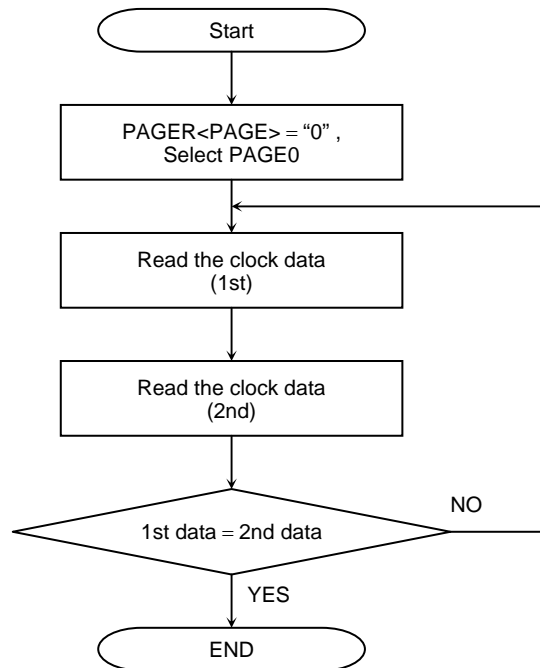 Start
PAGER<PAGE> = “0” ,
Select PAGE0
Read the clock data
(1st)
Read the clock data
(2nd)
1st data = 2nd data
NO
YES
END